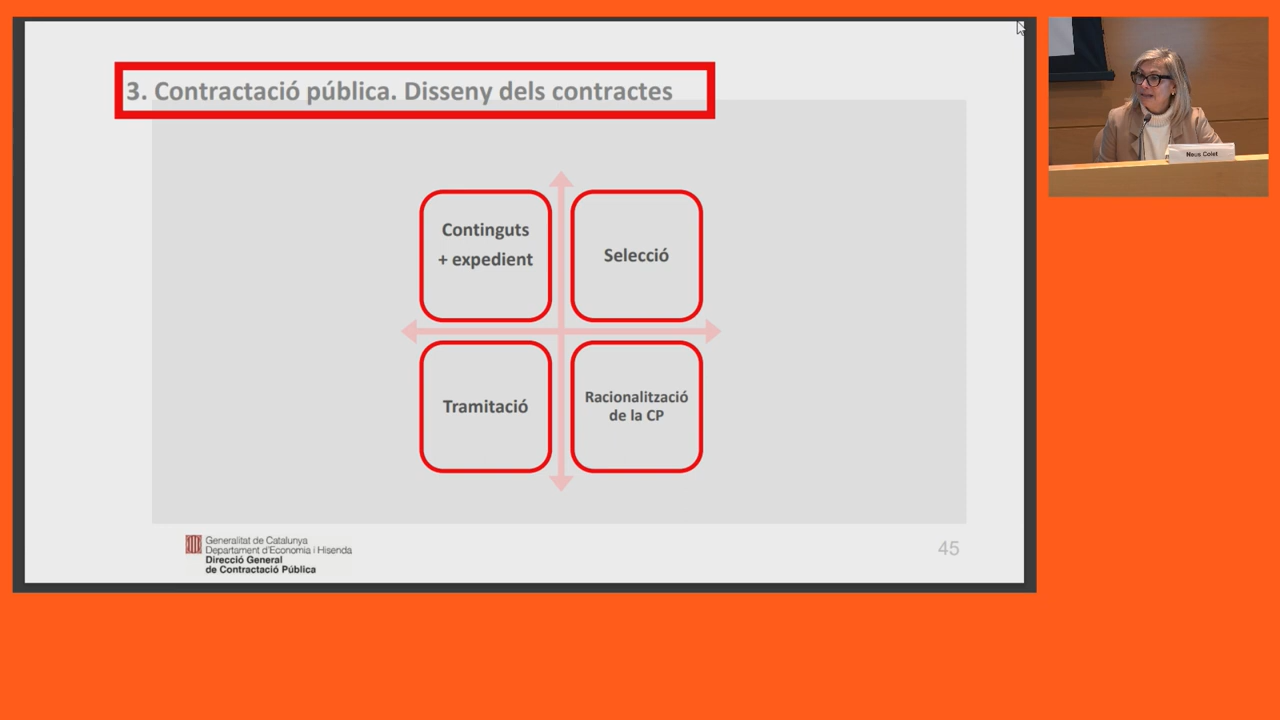 3. Contractació pública. Disseny dels contractes
Continguts
+ expedient
Selecció
Tramitació
Racionalització
de la CP
Generalitat de Catalunya
Departament d'Economia i Hisenda
Direcció General
de Contractació Pública
45
Neus Colet